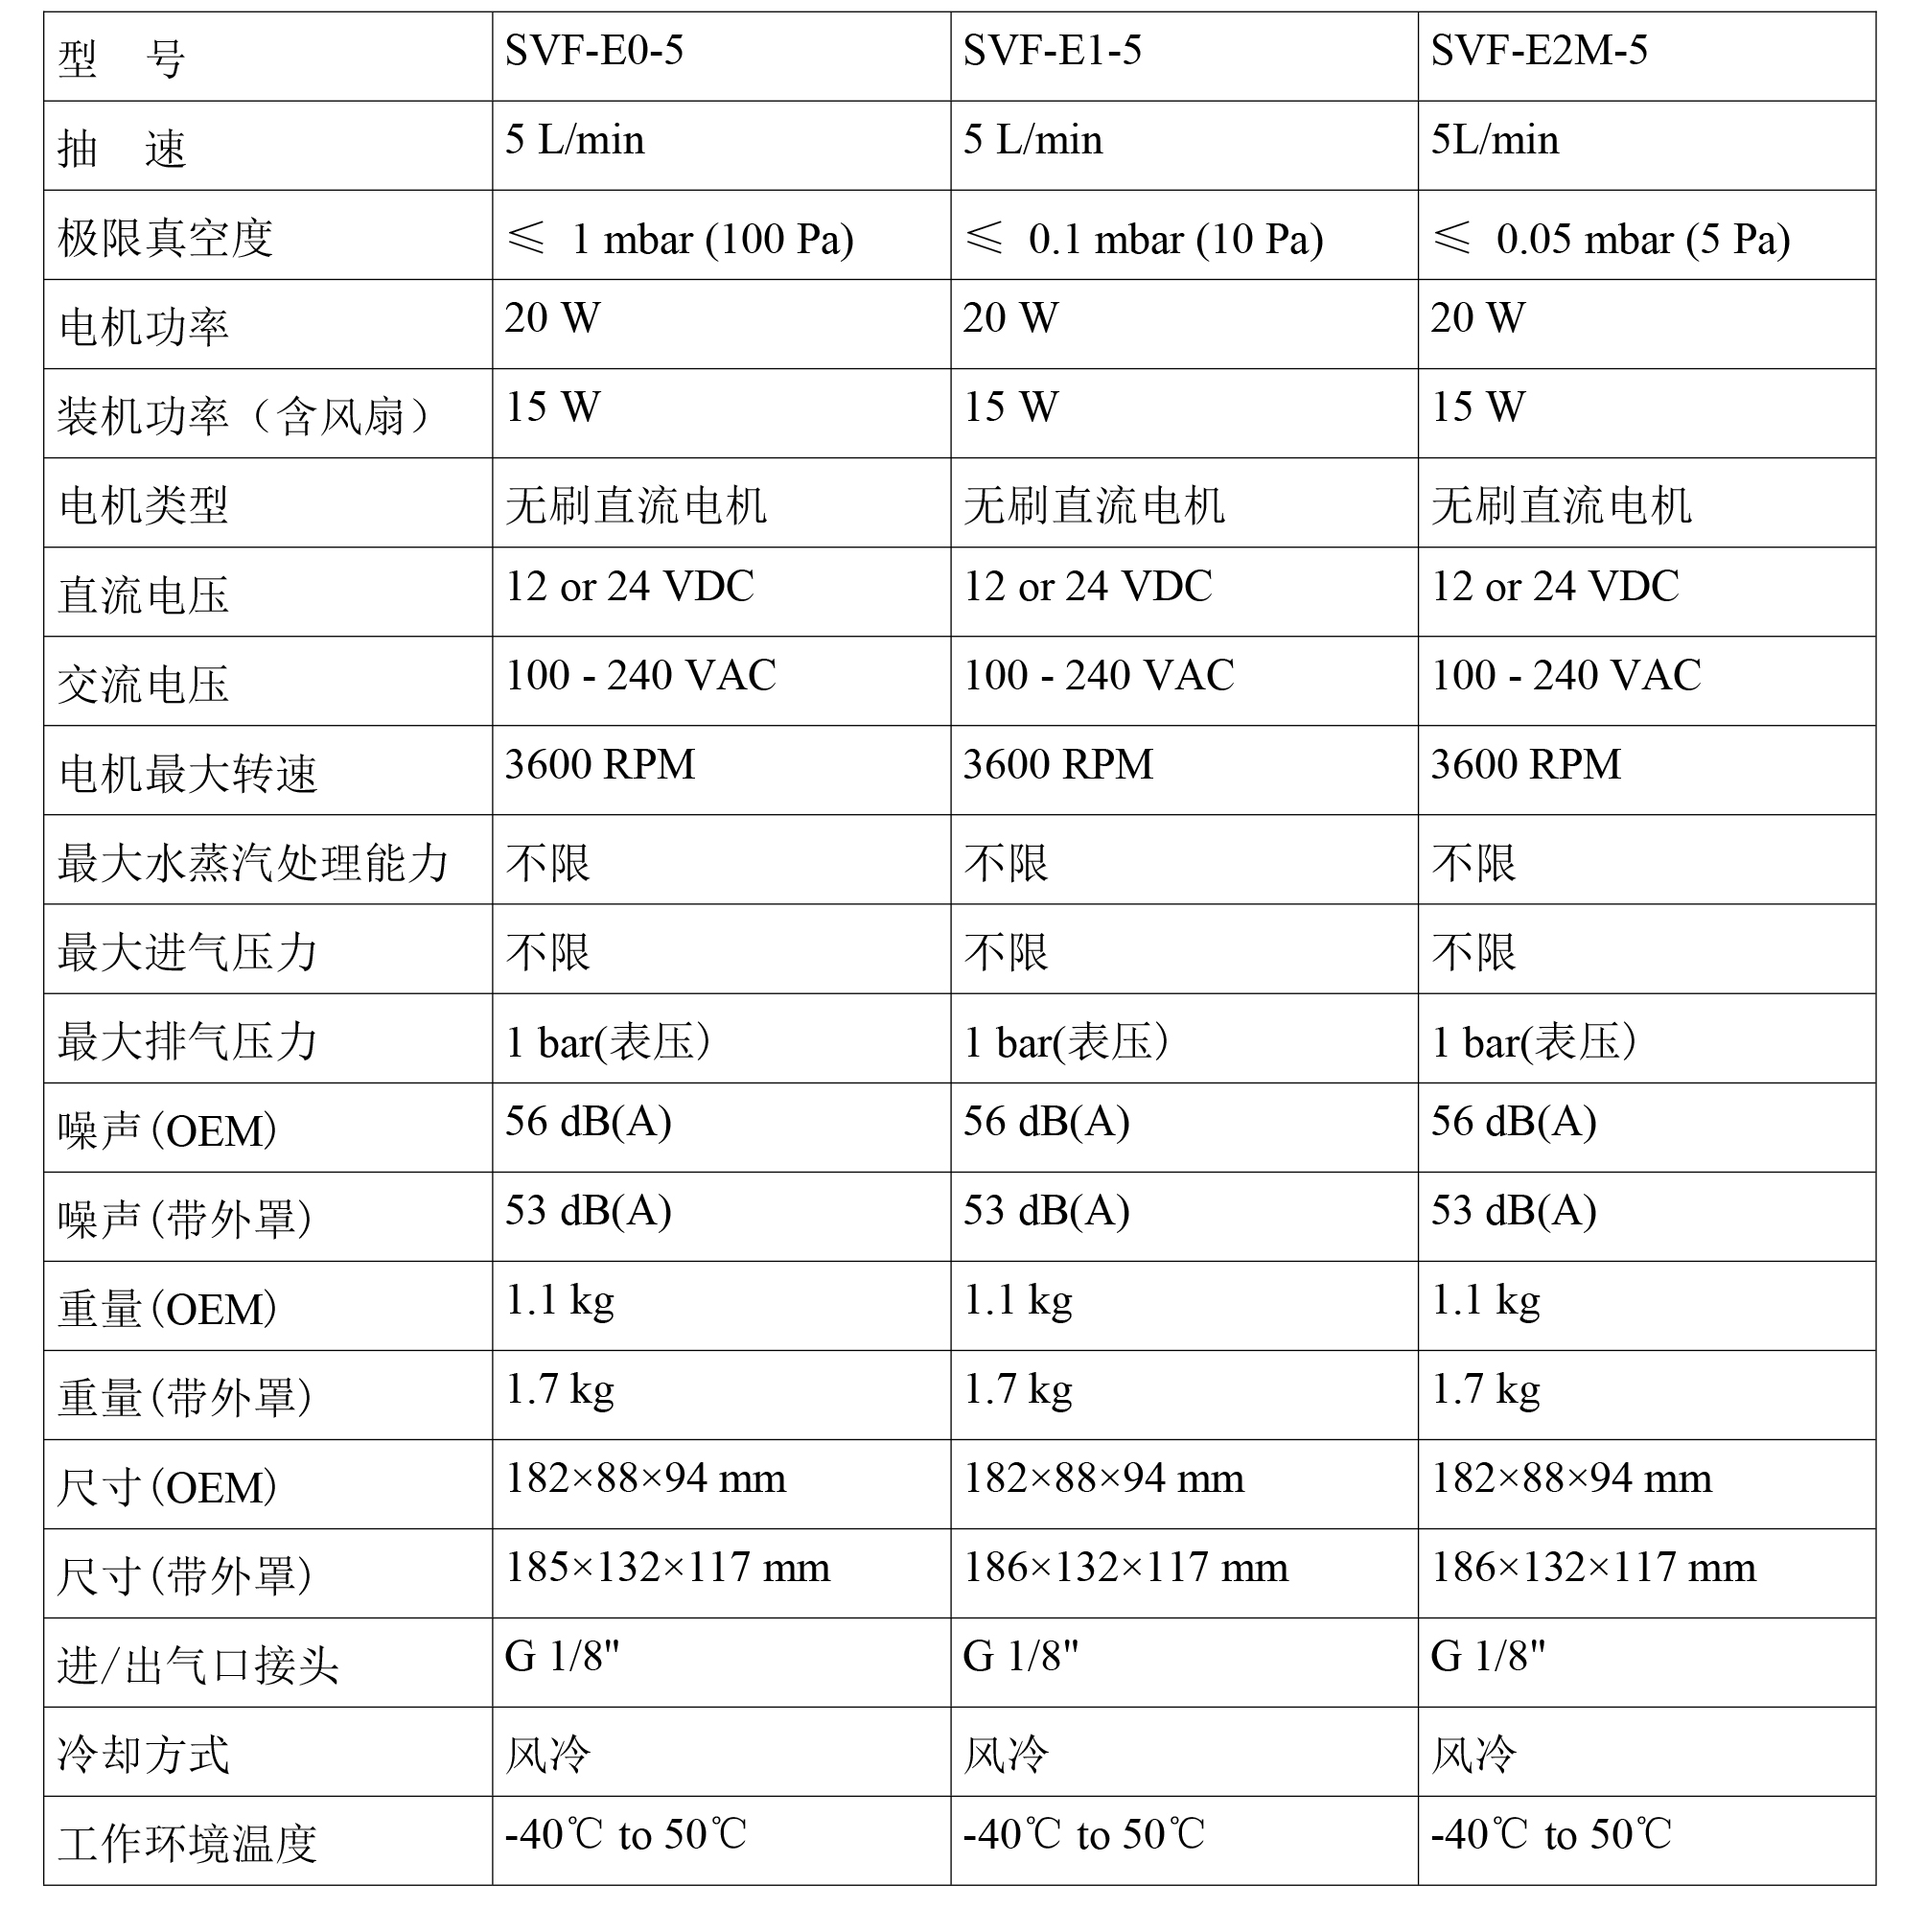 型　号 SVF-E0-5 SVF-E1-5 SVF-E2M-5
抽　速 5 L/min 5 L/min 5L/min
极限真空度 ≤ 1 mbar (100 Pa) ≤ 0.1 mbar (10 Pa) ≤ 0.05 mbar (5 Pa)
电机功率 20 W 20 W 20 W
装机功率（含风扇） 15 W 15 W 15 W
电机类型 无刷直流电机 无刷直流电机 无刷直流电机
直流电压 12 or 24 VDC 12 or 24 VDC 12 or 24 VDC
交流电压 100 - 240 VAC 100 - 240 VAC 100 - 240 VAC
电机最大转速 3600 RPM 3600 RPM 3600 RPM
最大水蒸汽处理能力 不限 不限 不限
最大进气压力 不限 不限 不限
最大排气压力 1 bar(表压） 1 bar(表压） 1 bar(表压）
噪声(OEM) 56 dB(A) 56 dB(A) 56 dB(A)
噪声(带外罩) 53 dB(A) 53 dB(A) 53 dB(A)
重量(OEM) 1.1 kg 1.1 kg 1.1 kg
重量(带外罩) 1.7 kg 1.7 kg 1.7 kg
尺寸(OEM) 182×88×94 mm 182×88×94 mm 182×88×94 mm
尺寸(带外罩) 185×132×117 mm 186×132×117 mm 186×132×117 mm
进/出气口接头 G 1/8" G 1/8" G 1/8"
冷却方式 风冷 风冷 风冷
工作环境温度 -40℃ to 50℃ -40℃ to 50℃ -40℃ to 50℃